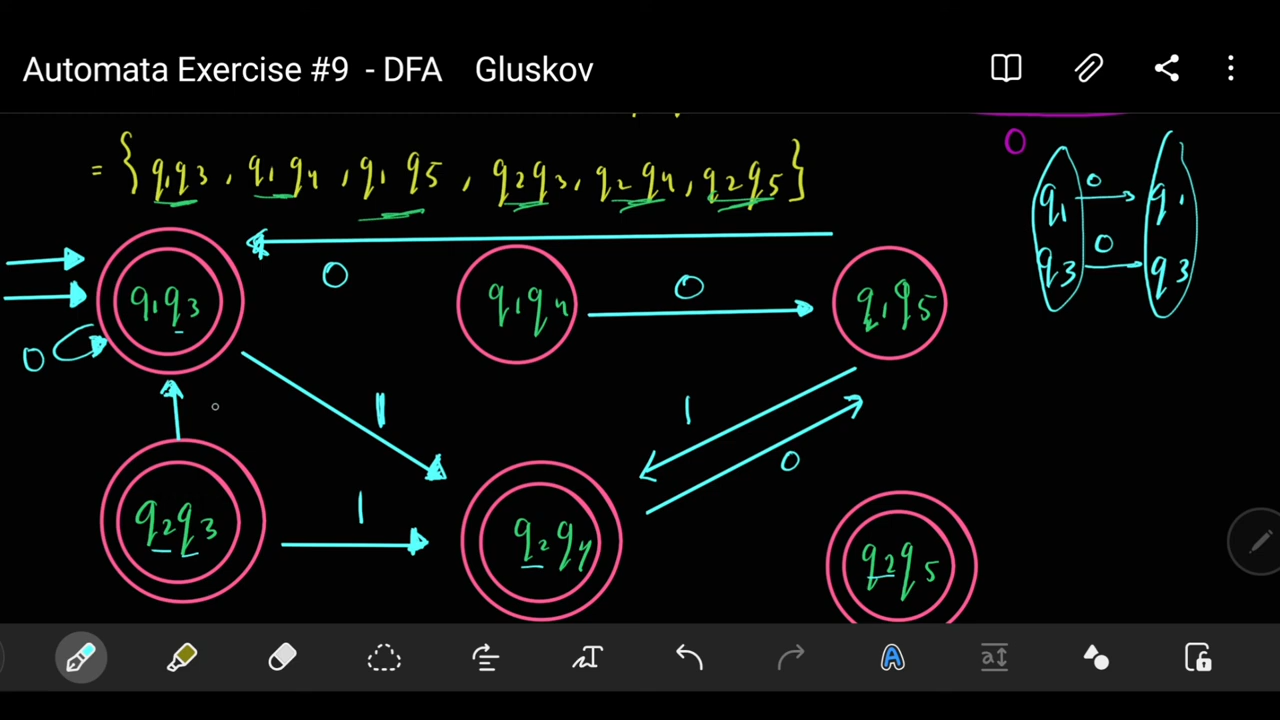 Automata Exercise #9 - DFA Gluskov
= { q1q3, q1q4, q1q5, q2q3, q2q4, q2q5 }
0
q1 0 q1
q3 0 q3
0
q1q3
q1q4
0
q1q5
0
1
1
0
q2q3
1
q2q4
q2q5
T
A
a